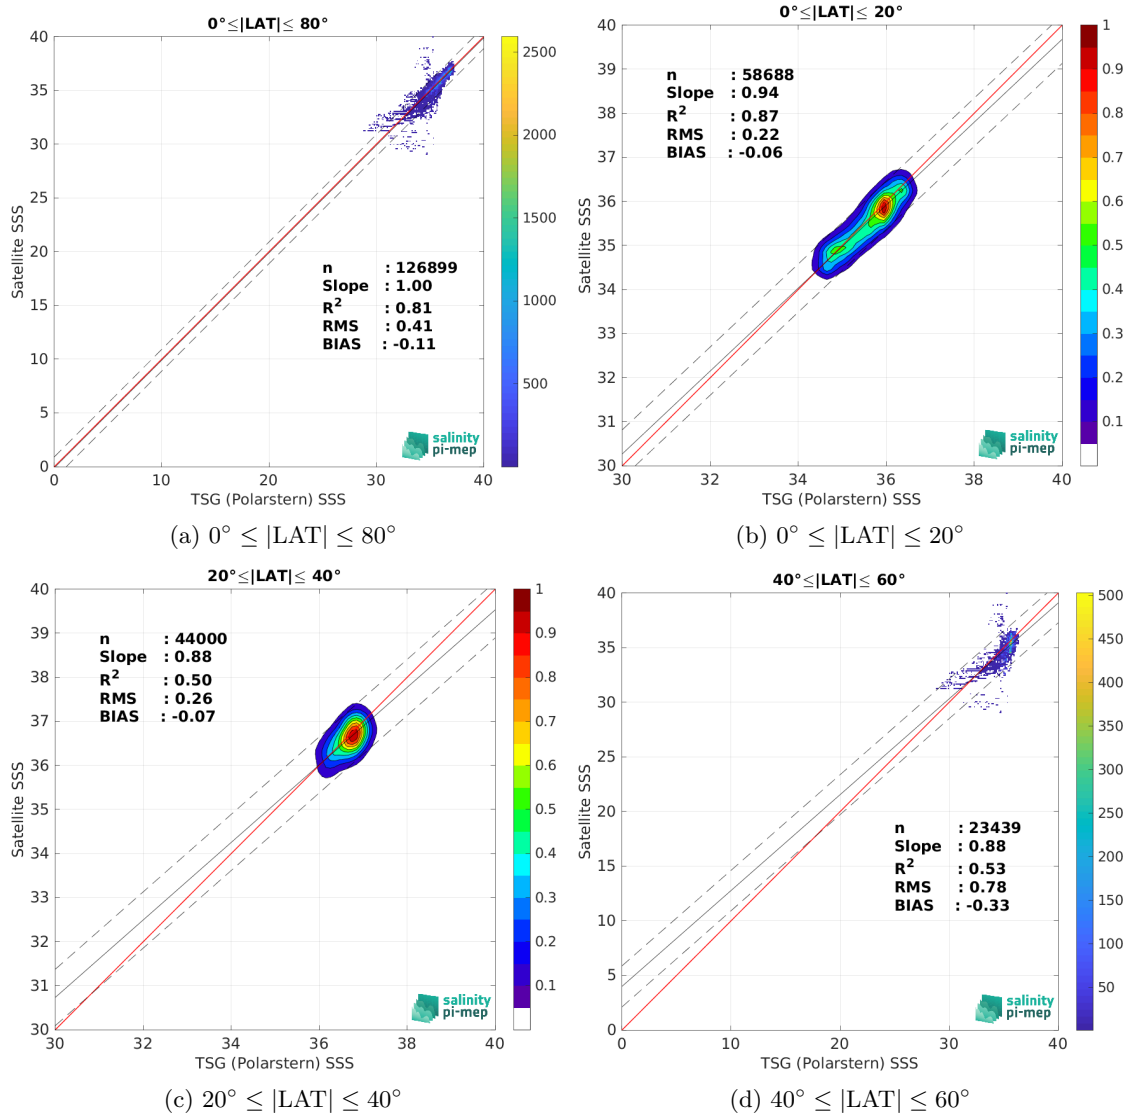 0°≤|LAT|≤ 80°
40
35
30
25
20
15
10
5
0
0
10
20
30
40
Satellite SSS
TSG (Polarstern) SSS
n : 126899
Slope : 1.00
R² : 0.81
RMS : 0.41
BIAS : -0.11
salinity
pi-mep
2500
2000
1500
1000
500
(a) 0° ≤ |LAT| ≤ 80°
0°≤|LAT|≤ 20°
40
39
38
37
36
35
34
33
32
31
30
30
32
34
36
38
40
Satellite SSS
TSG (Polarstern) SSS
n : 58688
Slope : 0.94
R² : 0.87
RMS : 0.22
BIAS : -0.06
salinity
pi-mep
1
0.9
0.8
0.7
0.6
0.5
0.4
0.3
0.2
0.1
(b) 0° ≤ |LAT| ≤ 20°
20°≤|LAT|≤ 40°
40
39
38
37
36
35
34
33
32
31
30
30
32
34
36
38
40
Satellite SSS
TSG (Polarstern) SSS
n : 44000
Slope : 0.88
R² : 0.50
RMS : 0.26
BIAS : -0.07
salinity
pi-mep
1
0.9
0.8
0.7
0.6
0.5
0.4
0.3
0.2
0.1
(c) 20° ≤ |LAT| ≤ 40°
40°≤|LAT|≤ 60°
40
35
30
25
20
15
10
5
0
0
10
20
30
40
Satellite SSS
TSG (Polarstern) SSS
n : 23439
Slope : 0.88
R² : 0.53
RMS : 0.78
BIAS : -0.33
salinity
pi-mep
500
450
400
350
300
250
200
150
100
50
(d) 40° ≤ |LAT| ≤ 60°